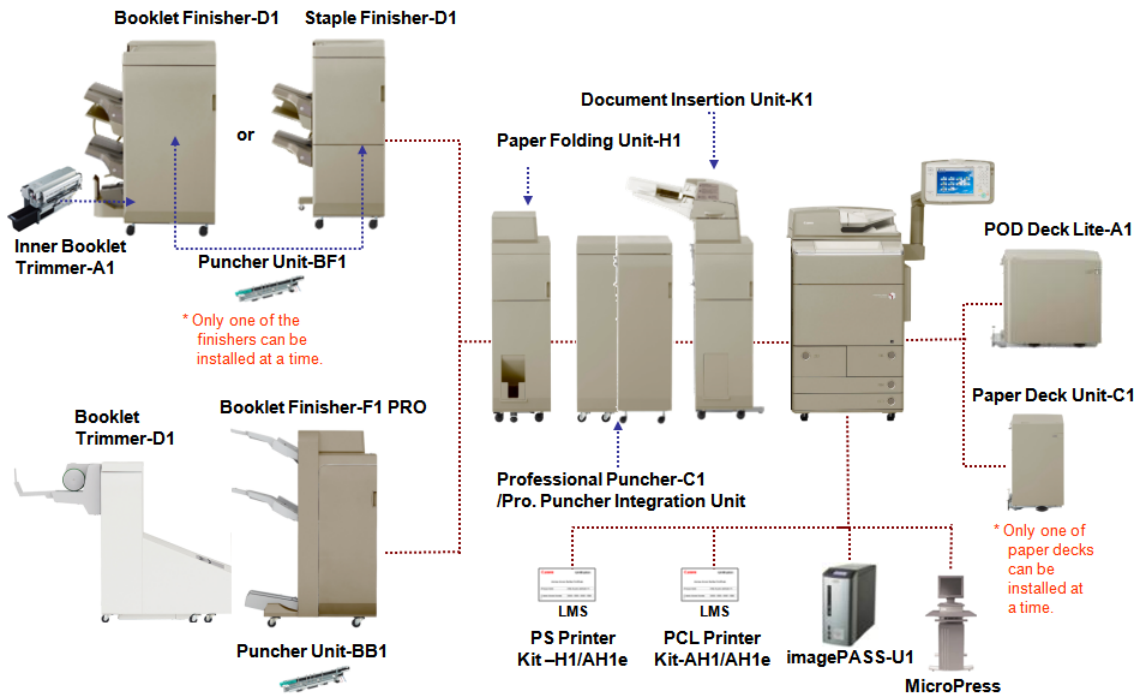 Booklet Finisher-D1
Staple Finisher-D1
or
Inner Booklet
Trimmer-A1
Puncher Unit-BF1
* Only one of the
finishers can be
installed at a time.
Document Insertion Unit-K1
Paper Folding Unit-H1
POD Deck Lite-A1
Paper Deck Unit-C1
* Only one of
paper decks
can be
installed at
a time.
Professional Puncher-C1
/Pro. Puncher Integration Unit
Booklet
Trimmer-D1
Booklet Finisher-F1 PRO
Puncher Unit-BB1
LMS
PS Printer
Kit –H1/AH1e
LMS
PCL Printer
Kit-AH1/AH1e
imagePASS-U1
MicroPress